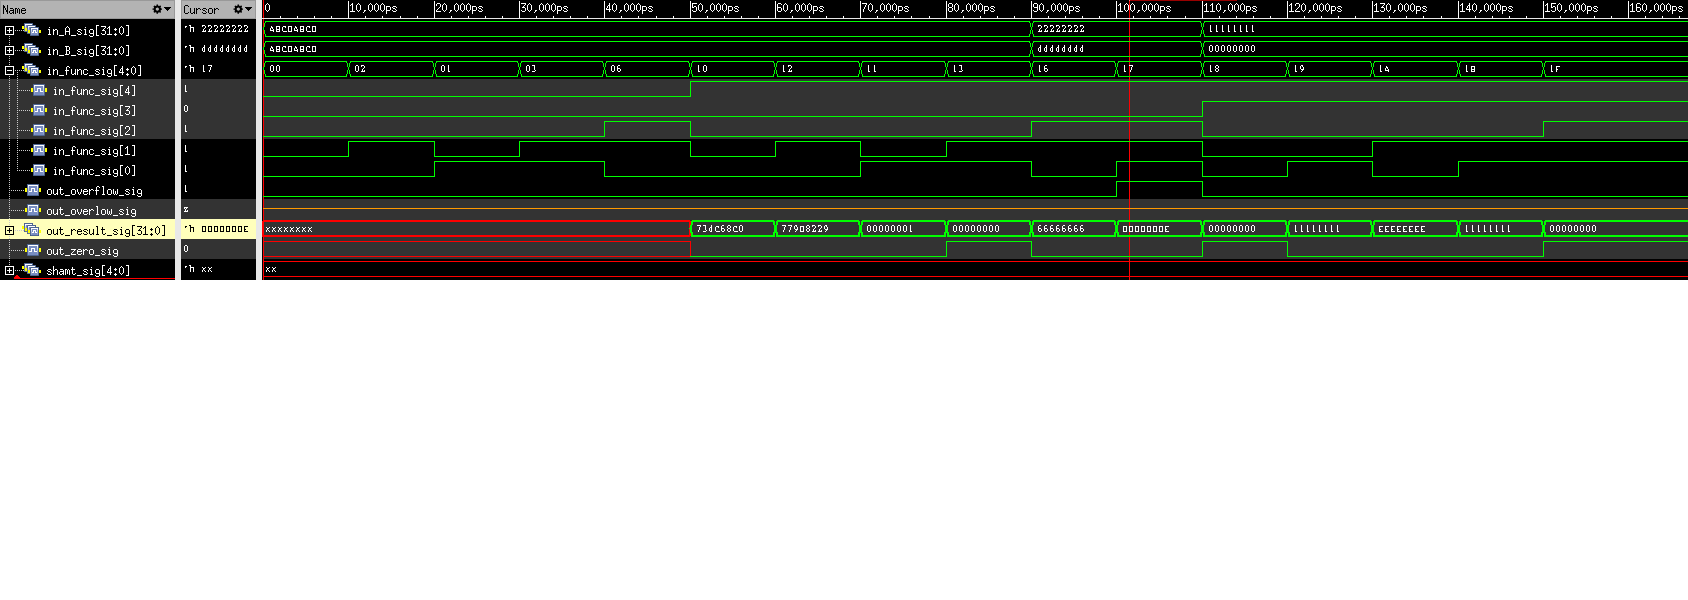 Name Cursor 0 10,000ps 20,000ps 30,000ps 40,000ps 50,000ps 60,000ps 70,000ps 80,000ps 90,000ps 100,000ps 110,000ps 120,000ps 130,000ps 140,000ps 150,000ps 160,000ps
in_A_sig[31:0] 'h 22222222 ABCDABCD 22222222 11111111
in_B_sig[31:0] 'h dddddddd ABCDABCD dddddddd 00000000
in_func_sig[4:0] 'h 17 00 02 01 03 06 10 12 11 13 16 17 18 19 1A 1B 1F
in_func_sig[4] 1
in_func_sig[3] 0
in_func_sig[2] 1
in_func_sig[1] 1
in_func_sig[0] 1
out_overflow_sig 1
out_overlow_sig z
out_result_sig[31:0] 'h 0000000E xxxxxxxx 00000001 00000000 66666666 0000000E 00000000 11111111 EEEEEEEE 11111111 00000000
out_zero_sig 0
shamt_sig[4:0] 'h xx xx